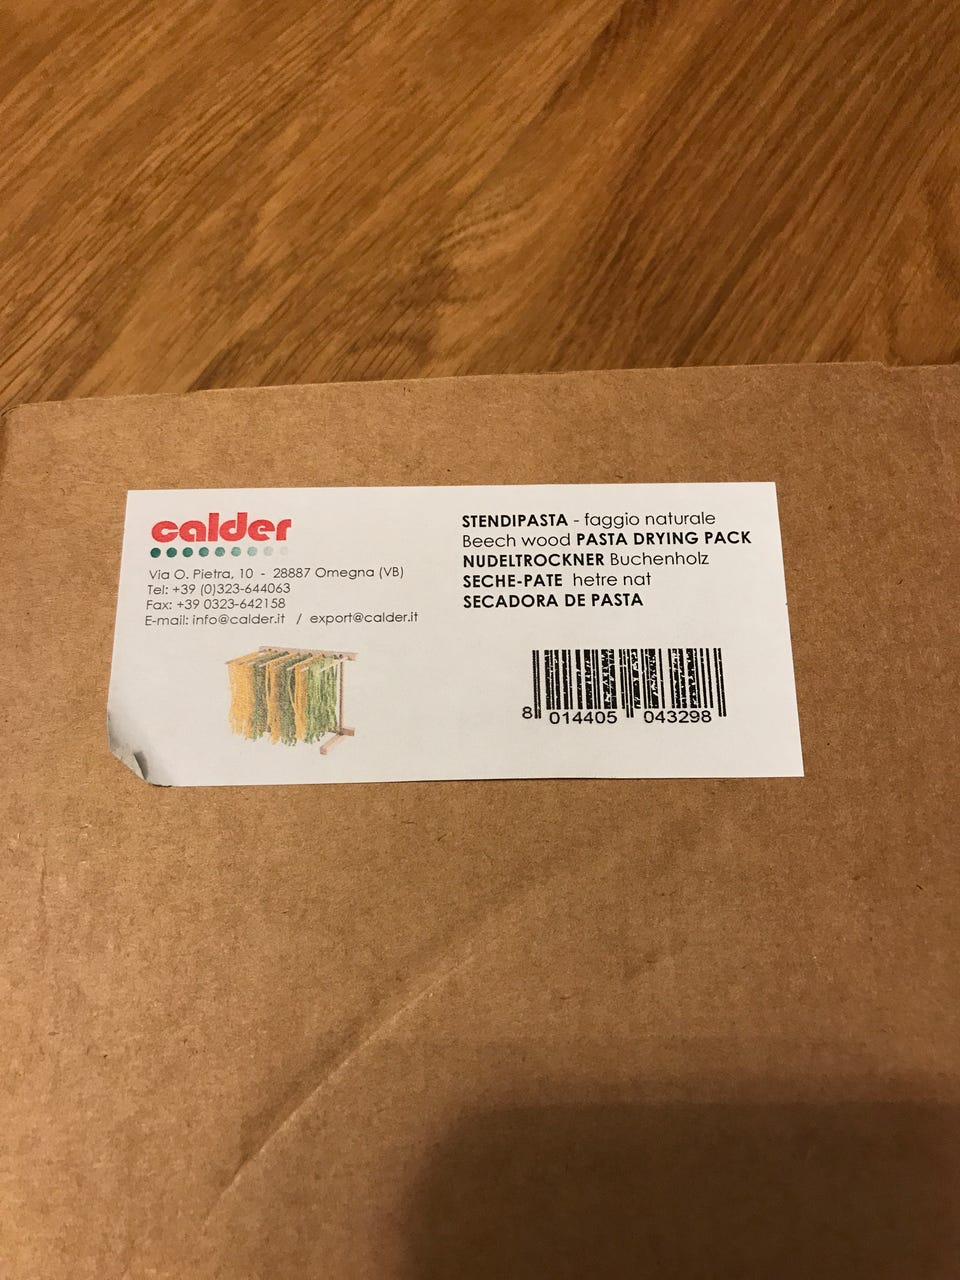 calder
Via O. Pietra, 10 - 28887 Omegna (VB)
Tel: +39 (0)323-644063
Fax: +39 0323-642158
E-mail: info@calder.it / export@calder.it
STENDIPASTA - faggio naturale
Beech wood PASTA DRYING PACK
NUDELTROCKNER Buchenholz
SECHE-PATE hetre nat
SECADORA DE PASTA
8 014405 043298